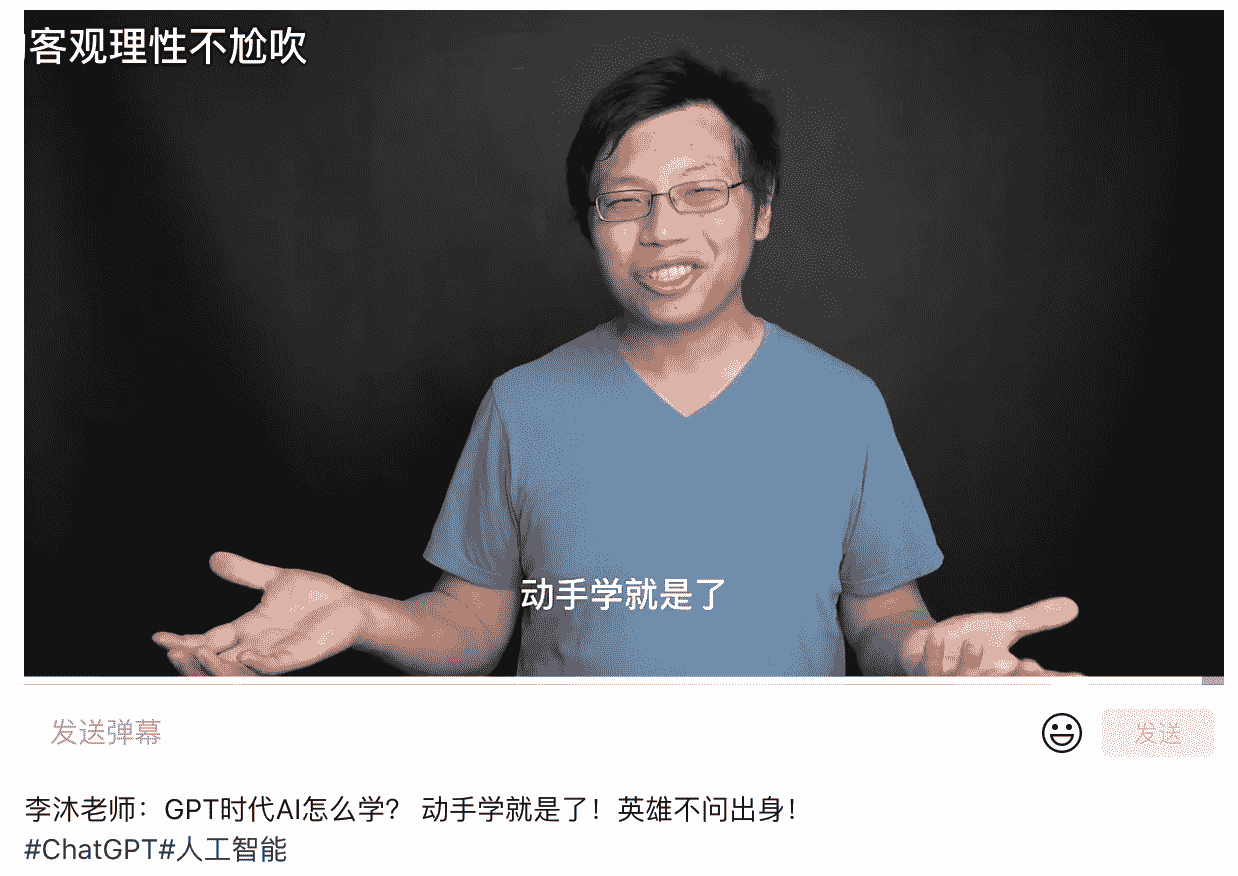 客观理性不尬吹
动手学就是了
发送弹幕
发送
李沐老师：GPT时代AI怎么学？ 动手学就是了！英雄不问出身！
#ChatGPT#人工智能